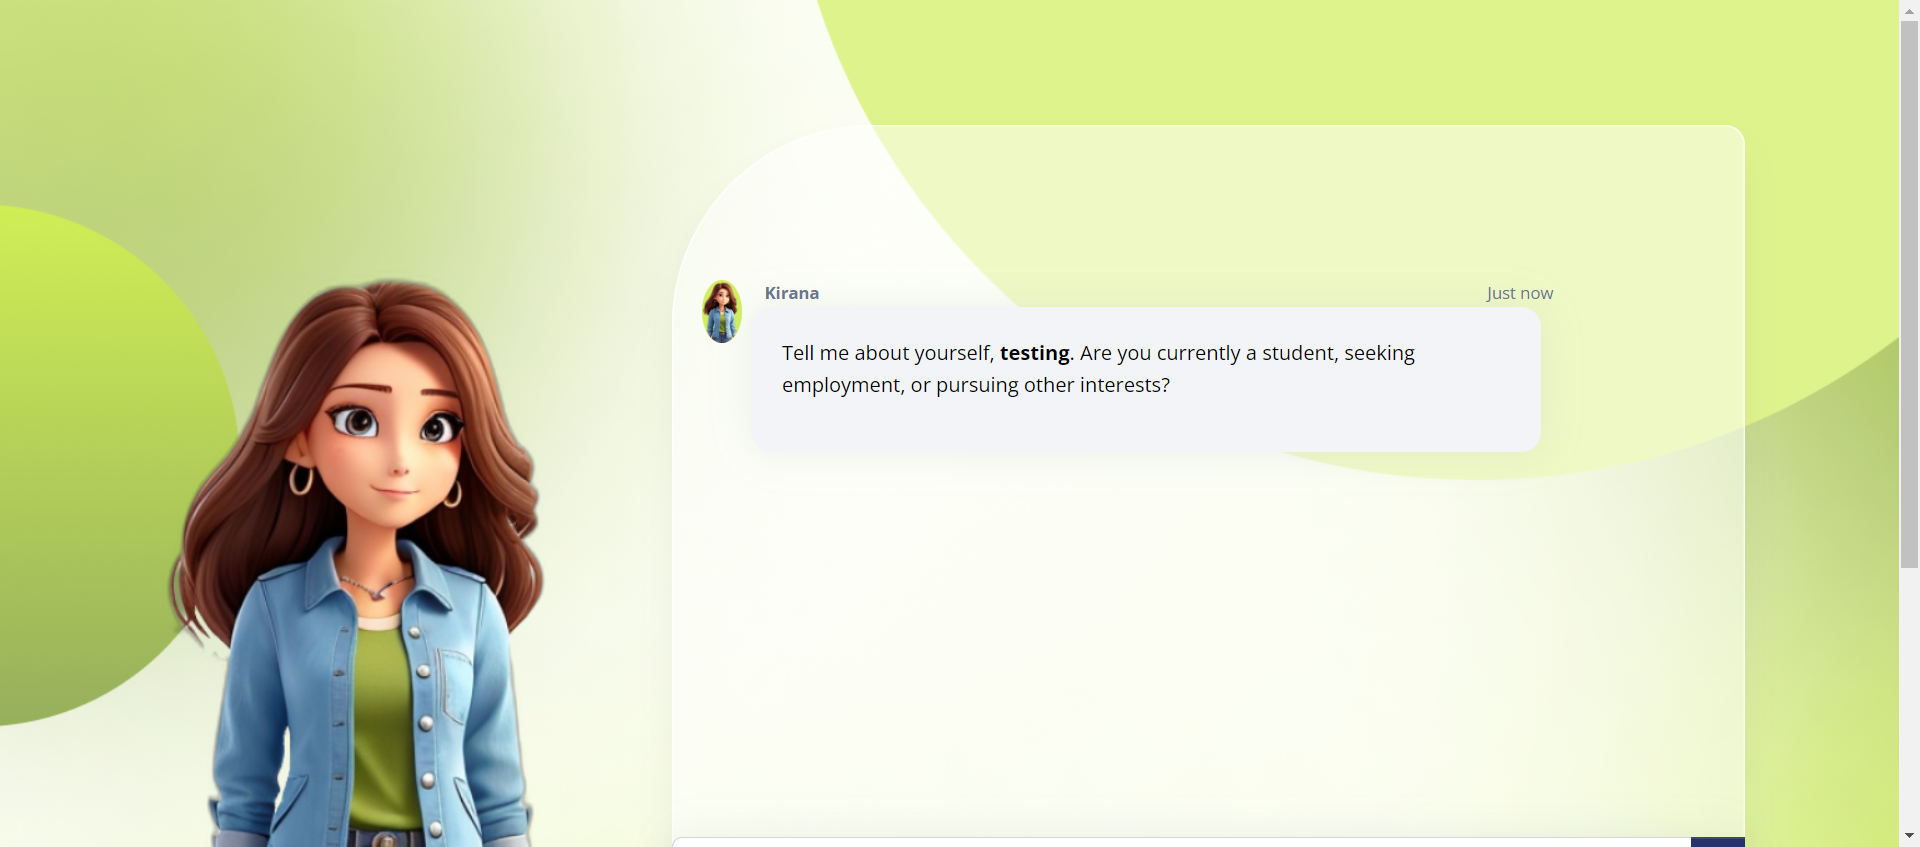 Kirana
Just now
Tell me about yourself, testing. Are you currently a student, seeking
employment, or pursuing other interests?